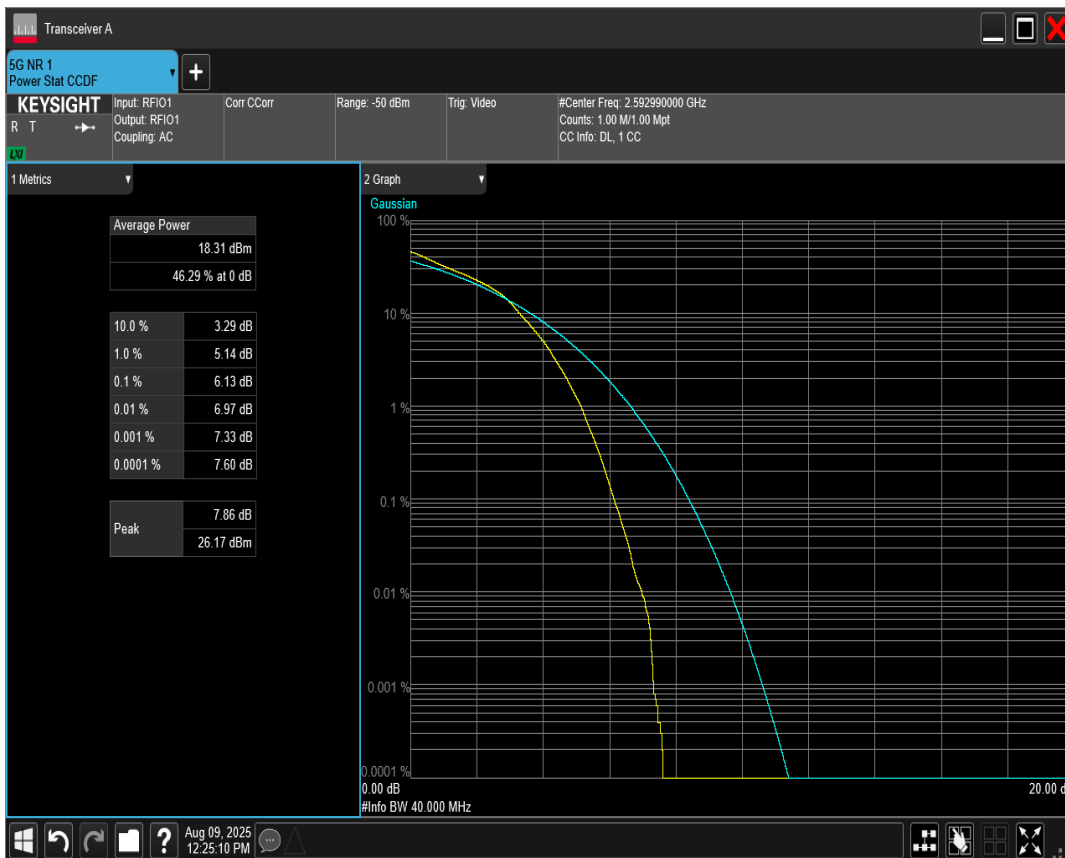 Transceiver A
5G NR 1
Power Stat CCDF
KEYSIGHT
R T
LXI
Input: RFIO1
Output: RFIO1
Coupling: AC
Corr CCorr
Range: -50 dBm
Trig: Video
#Center Freq: 2.592990000 GHz
Counts: 1.00 M/1.00 Mpt
CC Info: DL, 1 CC
1 Metrics
Average Power
18.31 dBm
46.29 % at 0 dB
10.0 % 3.29 dB
1.0 % 5.14 dB
0.1 % 6.13 dB
0.01 % 6.97 dB
0.001 % 7.33 dB
0.0001 % 7.60 dB
Peak
7.86 dB
26.17 dBm
2 Graph
Gaussian
100 %
10 %
1 %
0.1 %
0.01 %
0.001 %
0.0001 %
0.00 dB
20.00 d
#Info BW 40.000 MHz
?
Aug 09, 2025
12:25:10 PM